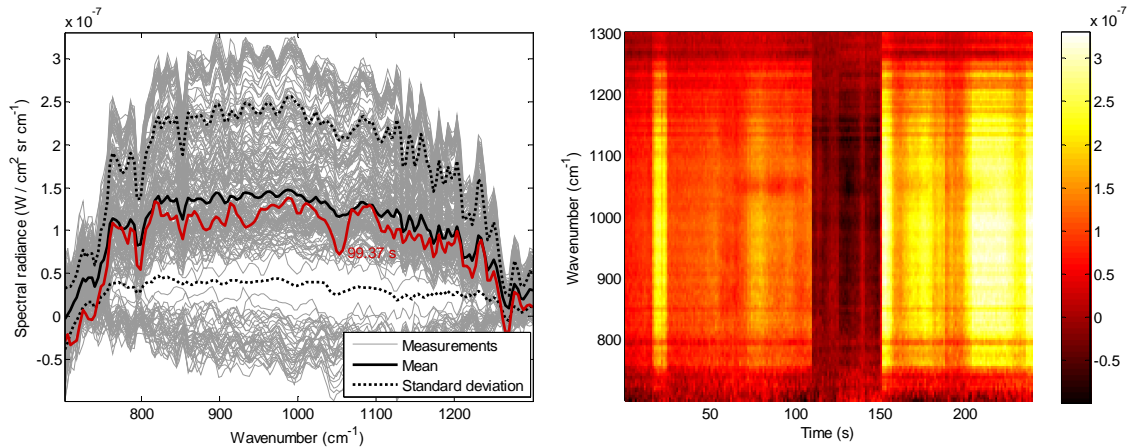 x 10^-7
3
2.5
2
1.5
1
0.5
0
-0.5
Spectral radiance (W / cm^2 sr cm^-1)
99.37 s
Measurements
Mean
Standard deviation
800 900 1000 1100 1200
Wavenumber (cm^-1)
1300
1200
1100
1000
900
800
Wavenumber (cm^-1)
50 100 150 200
Time (s)
x 10^-7
3
2.5
2
1.5
1
0.5
0
-0.5